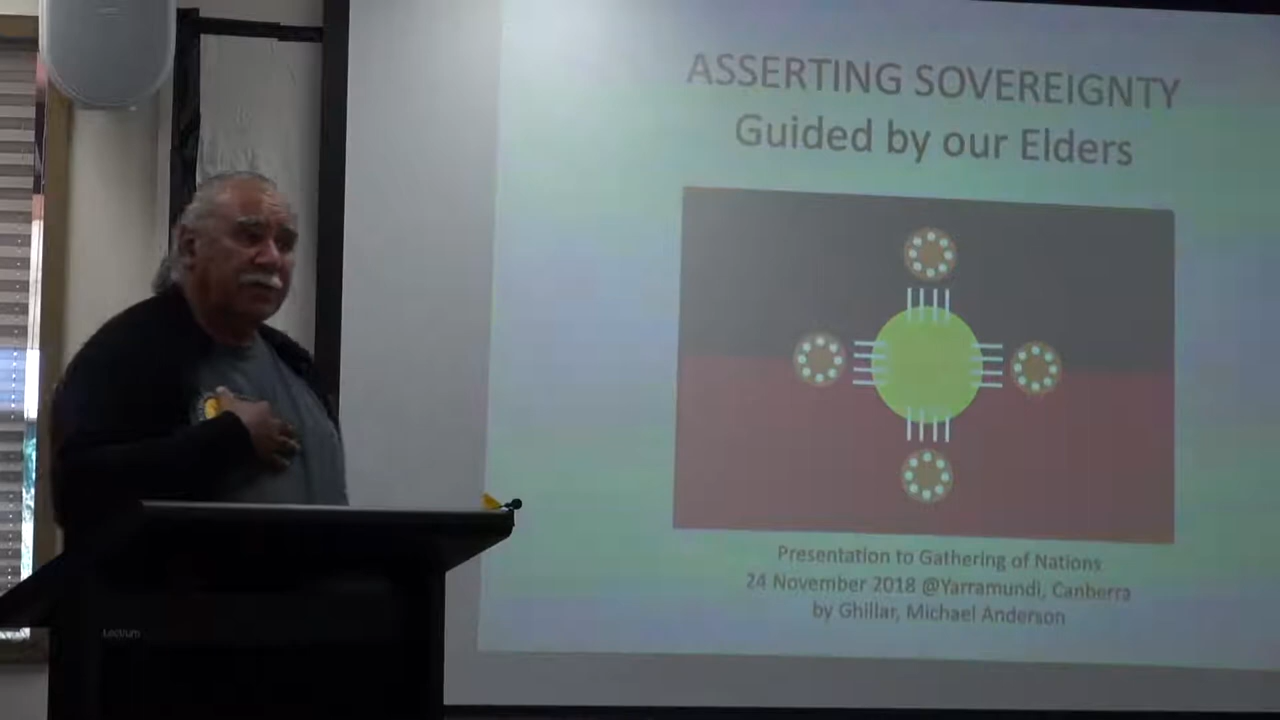 ASSERTING SOVEREIGNTY
Guided by our Elders
Presentation to Gathering of Nations
24 November 2018 @Yarramundi, Canberra
by Ghillar, Michael Anderson
Lectrum